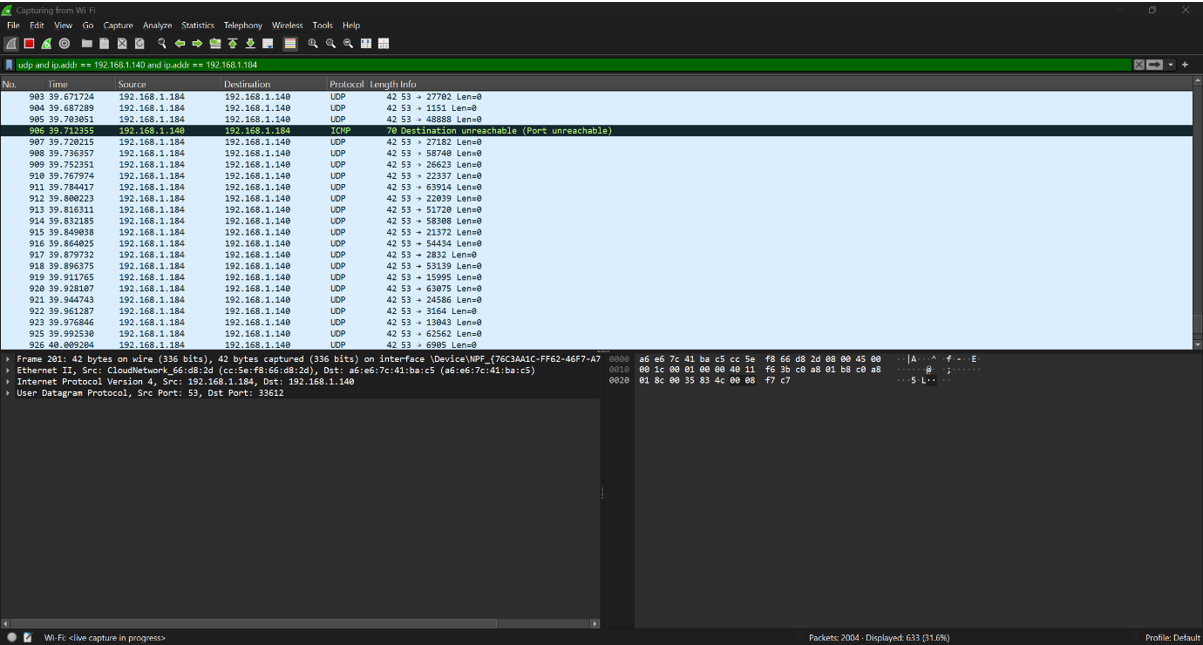 Capturing from Wi-Fi
File Edit View Go Capture Analyze Statistics Telephony Wireless Tools Help
udp and ip.addr == 192.168.1.140 and ip.addr == 192.168.1.184
No. Time Source Destination Protocol Length Info
903 39.671724 192.168.1.184 192.168.1.140 UDP 42 53 → 27702 Len=0
904 39.687289 192.168.1.184 192.168.1.140 UDP 42 53 → 1151 Len=0
905 39.703051 192.168.1.184 192.168.1.140 UDP 42 53 → 48888 Len=0
906 39.712355 192.168.1.140 192.168.1.184 ICMP 70 Destination unreachable (Port unreachable)
907 39.720215 192.168.1.184 192.168.1.140 UDP 42 53 → 27182 Len=0
908 39.736357 192.168.1.184 192.168.1.140 UDP 42 53 → 58740 Len=0
909 39.752351 192.168.1.184 192.168.1.140 UDP 42 53 → 26623 Len=0
910 39.767974 192.168.1.184 192.168.1.140 UDP 42 53 → 22337 Len=0
911 39.784417 192.168.1.184 192.168.1.140 UDP 42 53 → 63914 Len=0
912 39.800223 192.168.1.184 192.168.1.140 UDP 42 53 → 22039 Len=0
913 39.816311 192.168.1.184 192.168.1.140 UDP 42 53 → 51720 Len=0
914 39.832185 192.168.1.184 192.168.1.140 UDP 42 53 → 58308 Len=0
915 39.849038 192.168.1.184 192.168.1.140 UDP 42 53 → 21372 Len=0
916 39.864025 192.168.1.184 192.168.1.140 UDP 42 53 → 54434 Len=0
917 39.879732 192.168.1.184 192.168.1.140 UDP 42 53 → 2832 Len=0
918 39.896375 192.168.1.184 192.168.1.140 UDP 42 53 → 53139 Len=0
919 39.911765 192.168.1.184 192.168.1.140 UDP 42 53 → 15995 Len=0
920 39.928107 192.168.1.184 192.168.1.140 UDP 42 53 → 63075 Len=0
921 39.944743 192.168.1.184 192.168.1.140 UDP 42 53 → 24586 Len=0
922 39.961287 192.168.1.184 192.168.1.140 UDP 42 53 → 3164 Len=0
923 39.976846 192.168.1.184 192.168.1.140 UDP 42 53 → 13043 Len=0
925 39.992530 192.168.1.184 192.168.1.140 UDP 42 53 → 62562 Len=0
926 40.009204 192.168.1.184 192.168.1.140 UDP 42 53 → 6905 Len=0
Frame 201: 42 bytes on wire (336 bits), 42 bytes captured (336 bits) on interface \Device\NPF_{76C3AA1C-FF62-46F7-A7
Ethernet II, Src: CloudNetwork_66:d8:2d (cc:5e:f8:66:d8:2d), Dst: a6:e6:7c:41:ba:c5 (a6:e6:7c:41:ba:c5)
Internet Protocol Version 4, Src: 192.168.1.184, Dst: 192.168.1.140
User Datagram Protocol, Src Port: 53, Dst Port: 33612
0000 a6 e6 7c 41 ba c5 cc 5e f8 66 d8 2d 08 00 45 00 ··|A···^ ·f·-··E·
0010 00 1c 00 01 00 00 40 11 f6 3b c0 a8 01 b8 c0 a8 ······@· ·;······
0020 01 8c 00 35 83 4c 00 08 f7 c7 ···5·L·· ··
Wi-Fi: <live capture in progress>
Packets: 2004 · Displayed: 633 (31.6%)
Profile: Default